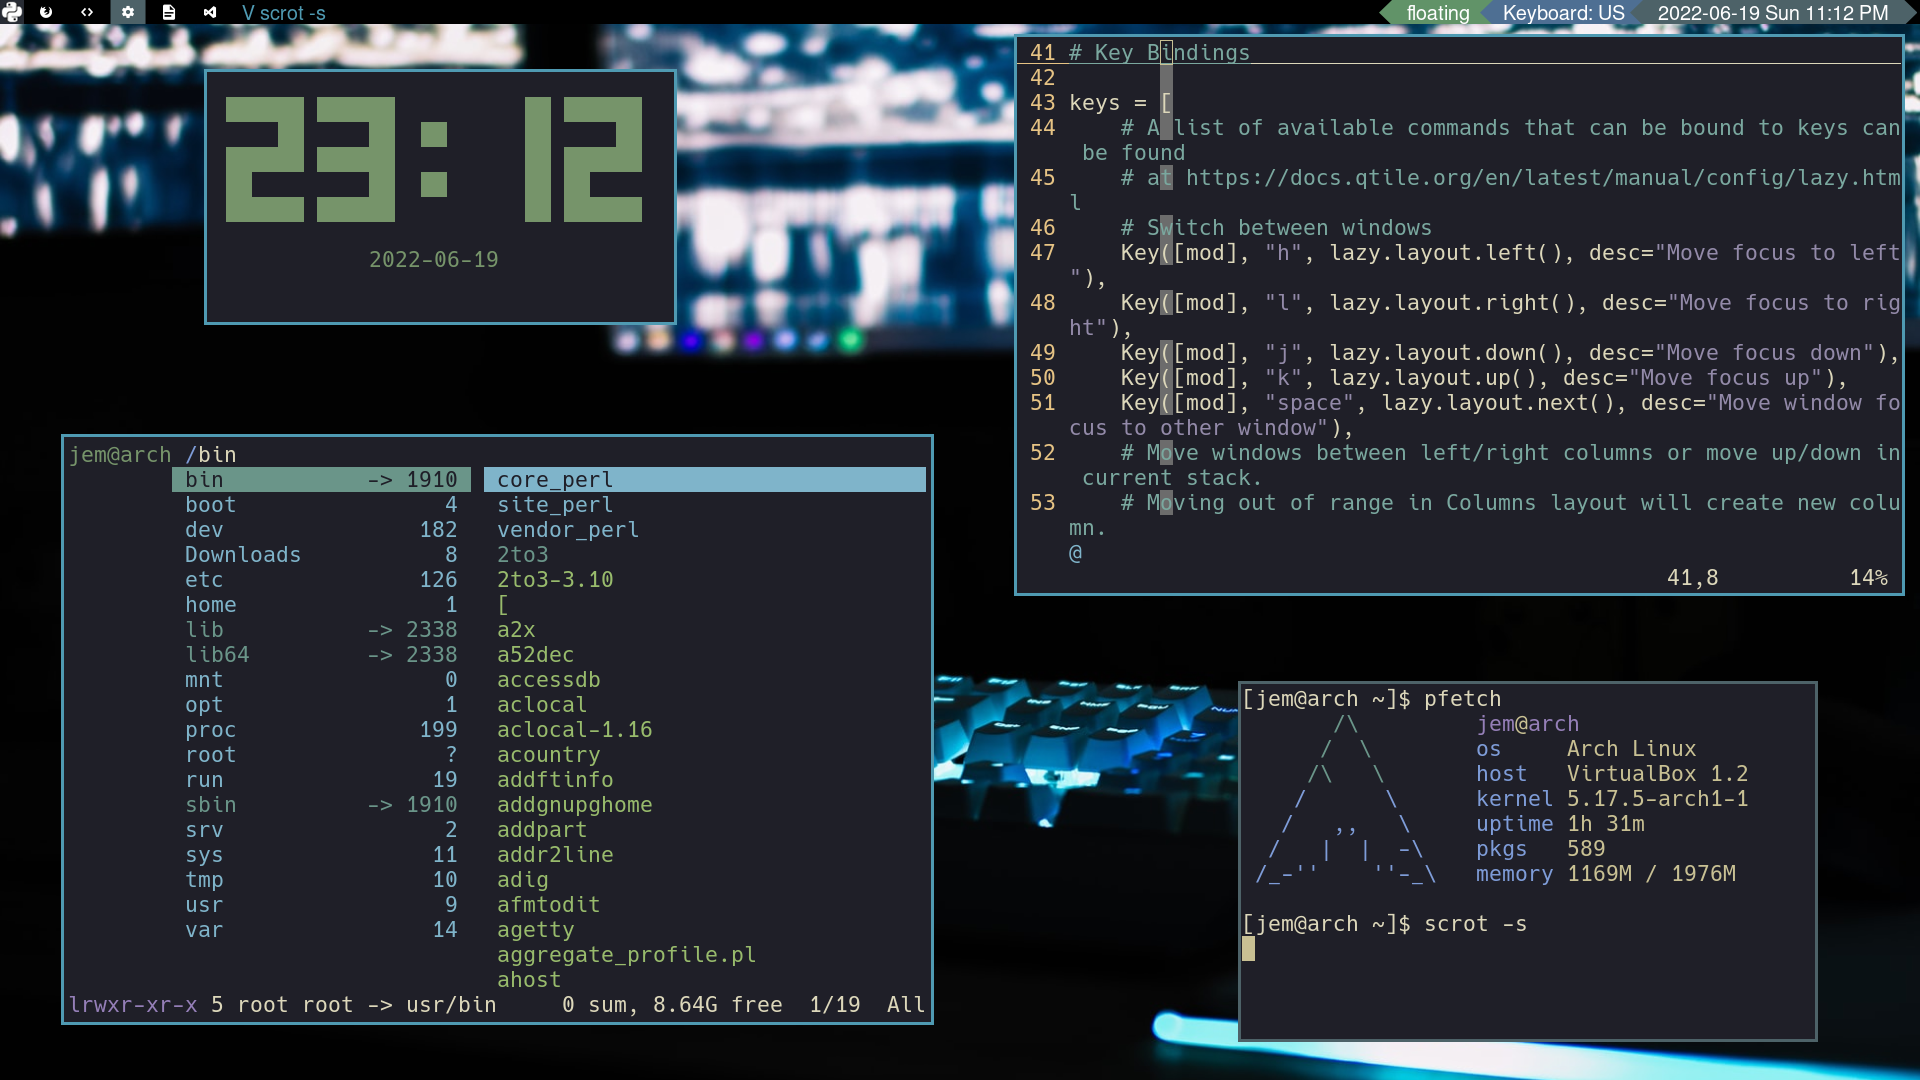 V scrot -s
floating
Keyboard: US
2022-06-19 Sun 11:12 PM
23:12
2022-06-19
41 # Key Bindings
42
43 keys = [
44     # A list of available commands that can be bound to keys can
 be found
45     # at https://docs.qtile.org/en/latest/manual/config/lazy.htm
l
46     # Switch between windows
47     Key([mod], "h", lazy.layout.left(), desc="Move focus to left
"),
48     Key([mod], "l", lazy.layout.right(), desc="Move focus to rig
ht"),
49     Key([mod], "j", lazy.layout.down(), desc="Move focus down"),
50     Key([mod], "k", lazy.layout.up(), desc="Move focus up"),
51     Key([mod], "space", lazy.layout.next(), desc="Move window fo
cus to other window"),
52     # Move windows between left/right columns or move up/down in
 current stack.
53     # Moving out of range in Columns layout will create new colu
mn.
@
41,8 14%
jem@arch /bin
bin -> 1910 core_perl
boot 4 site_perl
dev 182 vendor_perl
Downloads 8 2to3
etc 126 2to3-3.10
home 1 [
lib -> 2338 a2x
lib64 -> 2338 a52dec
mnt 0 accessdb
opt 1 aclocal
proc 199 aclocal-1.16
root ? acountry
run 19 addftinfo
sbin -> 1910 addgnupghome
srv 2 addpart
sys 11 addr2line
tmp 10 adig
usr 9 afmtodit
var 14 agetty
aggregate_profile.pl
ahost
lrwxr-xr-x 5 root root -> usr/bin 0 sum, 8.64G free 1/19 All
[jem@arch ~]$ pfetch
      /\         jem@arch
     /  \        os     Arch Linux
    /\   \       host   VirtualBox 1.2
   /      \      kernel 5.17.5-arch1-1
  /   ,,   \     uptime 1h 31m
 /   |  |  -\    pkgs   589
/_-''    ''-_\   memory 1169M / 1976M
[jem@arch ~]$ scrot -s